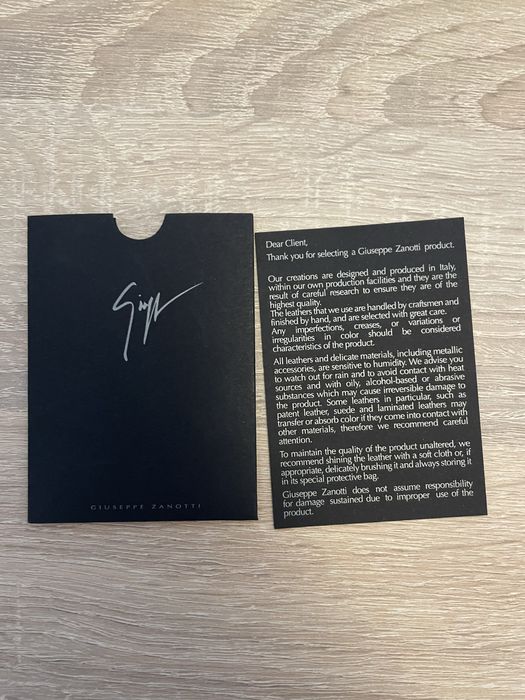 Giuseppe
GIUSEPPE ZANOTTI
Dear Client,
Thank you for selecting a Giuseppe Zanotti product.
Our creations are designed and produced in Italy,
within our own production facilities and they are the
result of careful research to ensure they are of the
highest quality.
The leathers that we use are handled by craftsmen and
finished by hand, and are selected with great care.
Any imperfections, creases, or variations or
irregularities in color should be considered
characteristics of the product.
All leathers and delicate materials, including metallic
accessories, are sensitive to humidity. We advise you
to watch out for rain and to avoid contact with heat
sources and with oily, alcohol-based or abrasive
substances which may cause irreversible damage to
the product. Some leathers in particular, such as
patent leather, suede and laminated leathers may
transfer or absorb color if they come into contact with
other materials, therefore we recommend careful
attention.
To maintain the quality of the product unaltered, we
recommend shining the leather with a soft cloth or, if
appropriate, delicately brushing it and always storing it
in its special protective bag.
Giuseppe Zanotti does not assume responsibility
for damage sustained due to improper use of the
product.